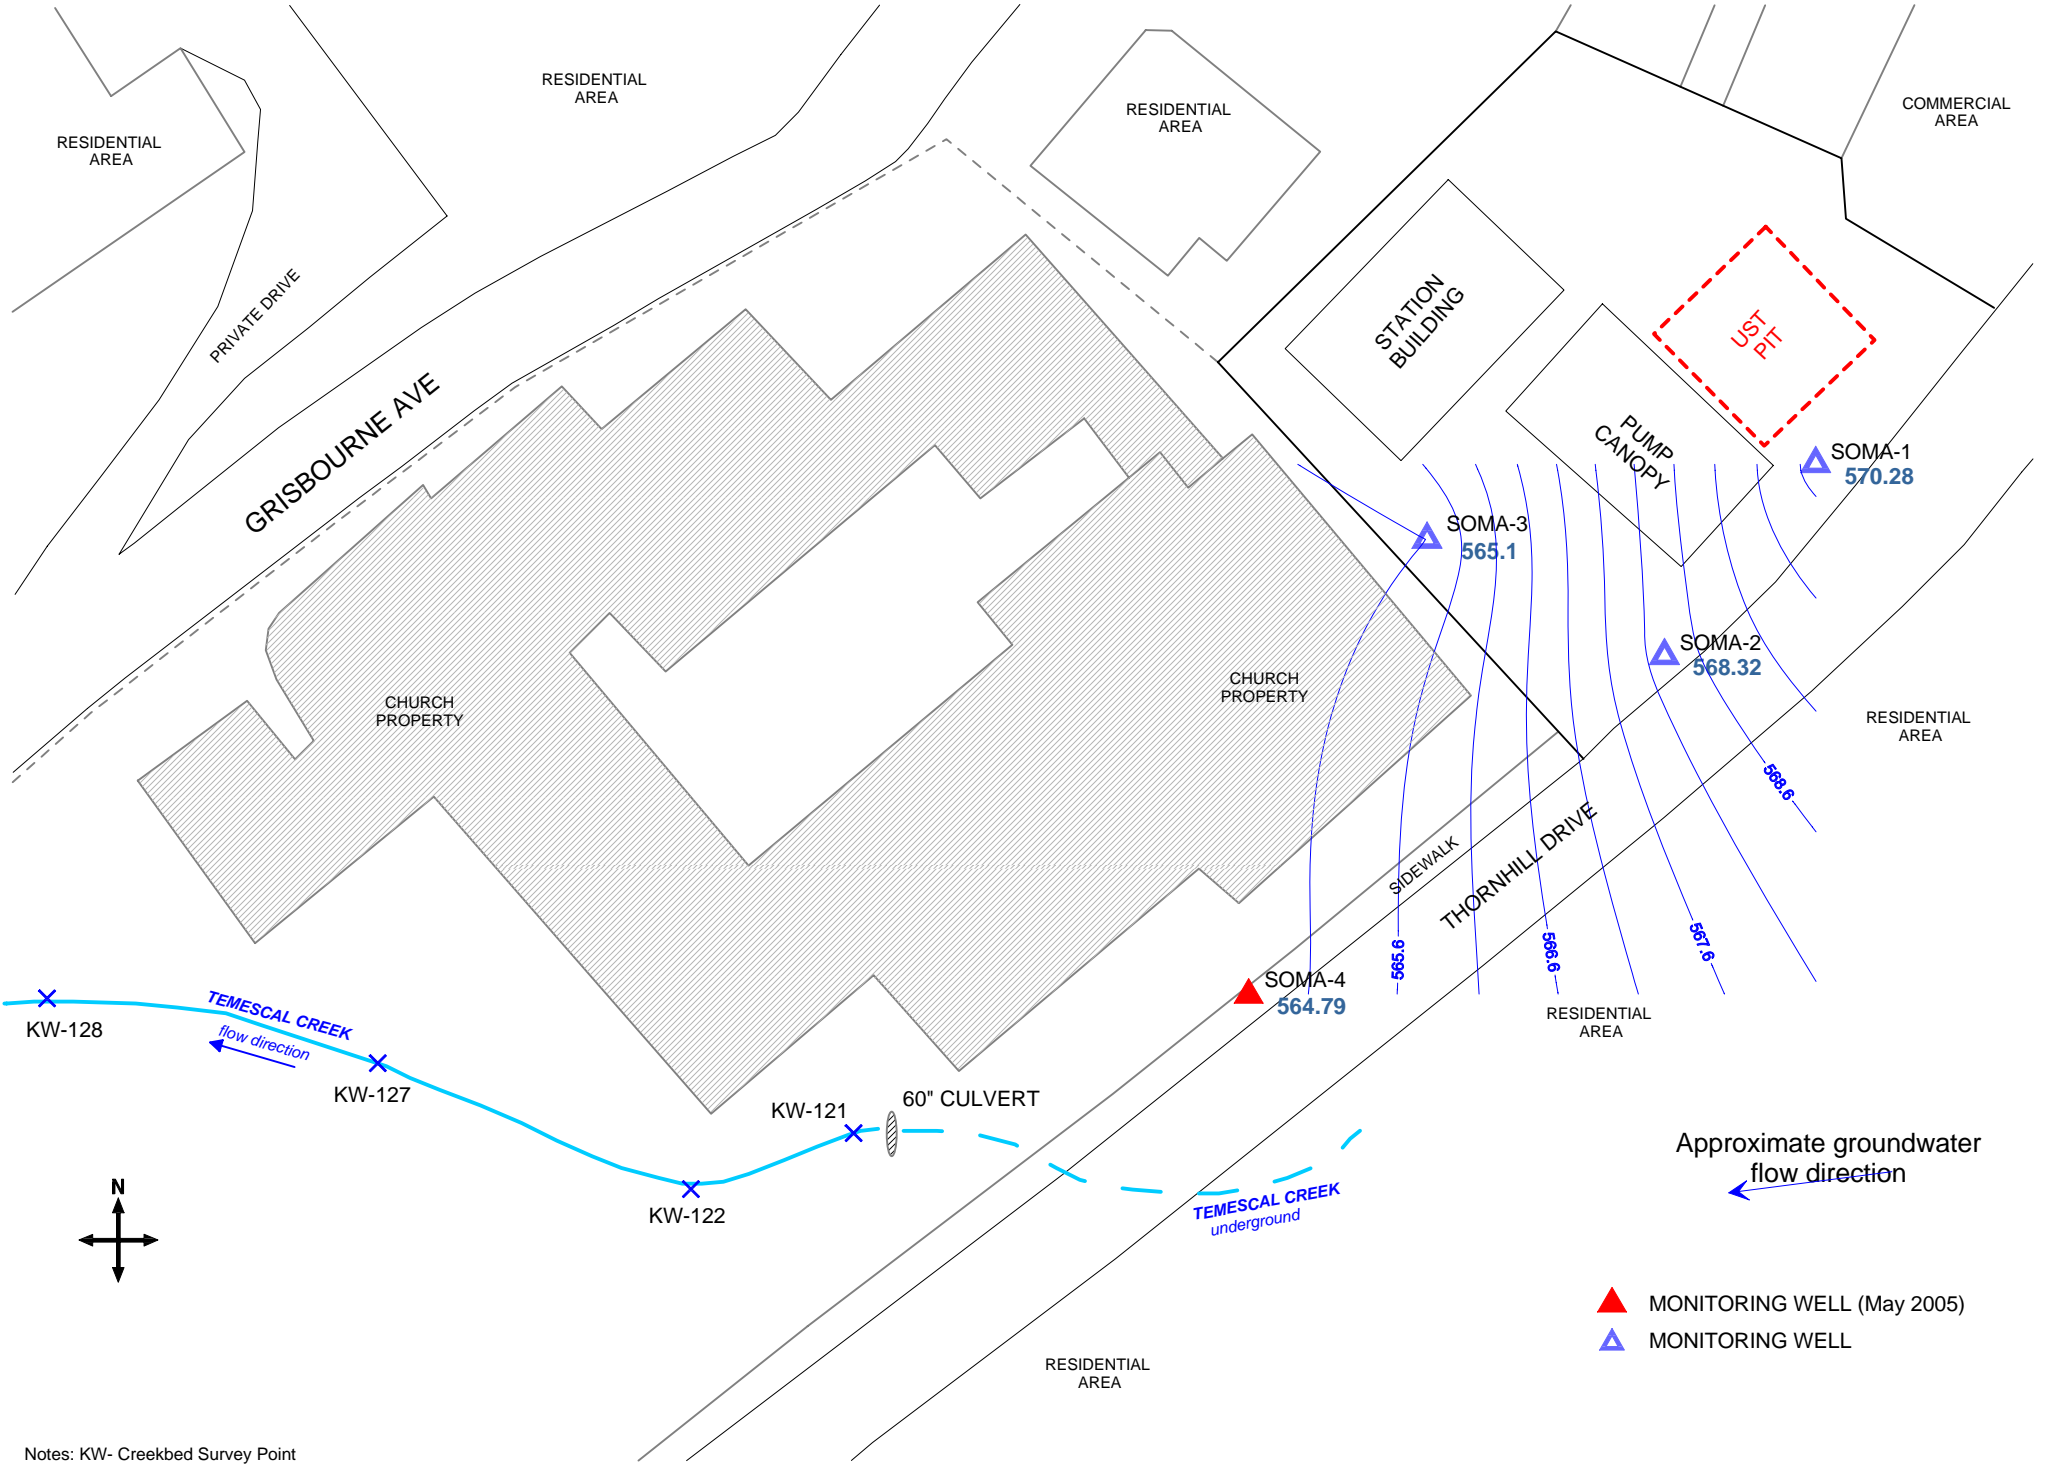 RESIDENTIAL
AREA
RESIDENTIAL
AREA
RESIDENTIAL
AREA
COMMERCIAL
AREA
PRIVATE DRIVE
GRISBOURNE AVE
STATION
BUILDING
UST
PIT
PUMP
CANOPY
SOMA-1
570.28
SOMA-3
565.1
SOMA-2
568.32
CHURCH
PROPERTY
CHURCH
PROPERTY
RESIDENTIAL
AREA
568.6
THORNHILL DRIVE
SIDEWALK
565.6
566.6
567.6
SOMA-4
564.79
RESIDENTIAL
AREA
TEMESCAL CREEK
flow direction
KW-128
KW-127
KW-121
60" CULVERT
KW-122
TEMESCAL CREEK
underground
Approximate groundwater
flow direction
N
MONITORING WELL (May 2005)
MONITORING WELL
RESIDENTIAL
AREA
Notes: KW- Creekbed Survey Point